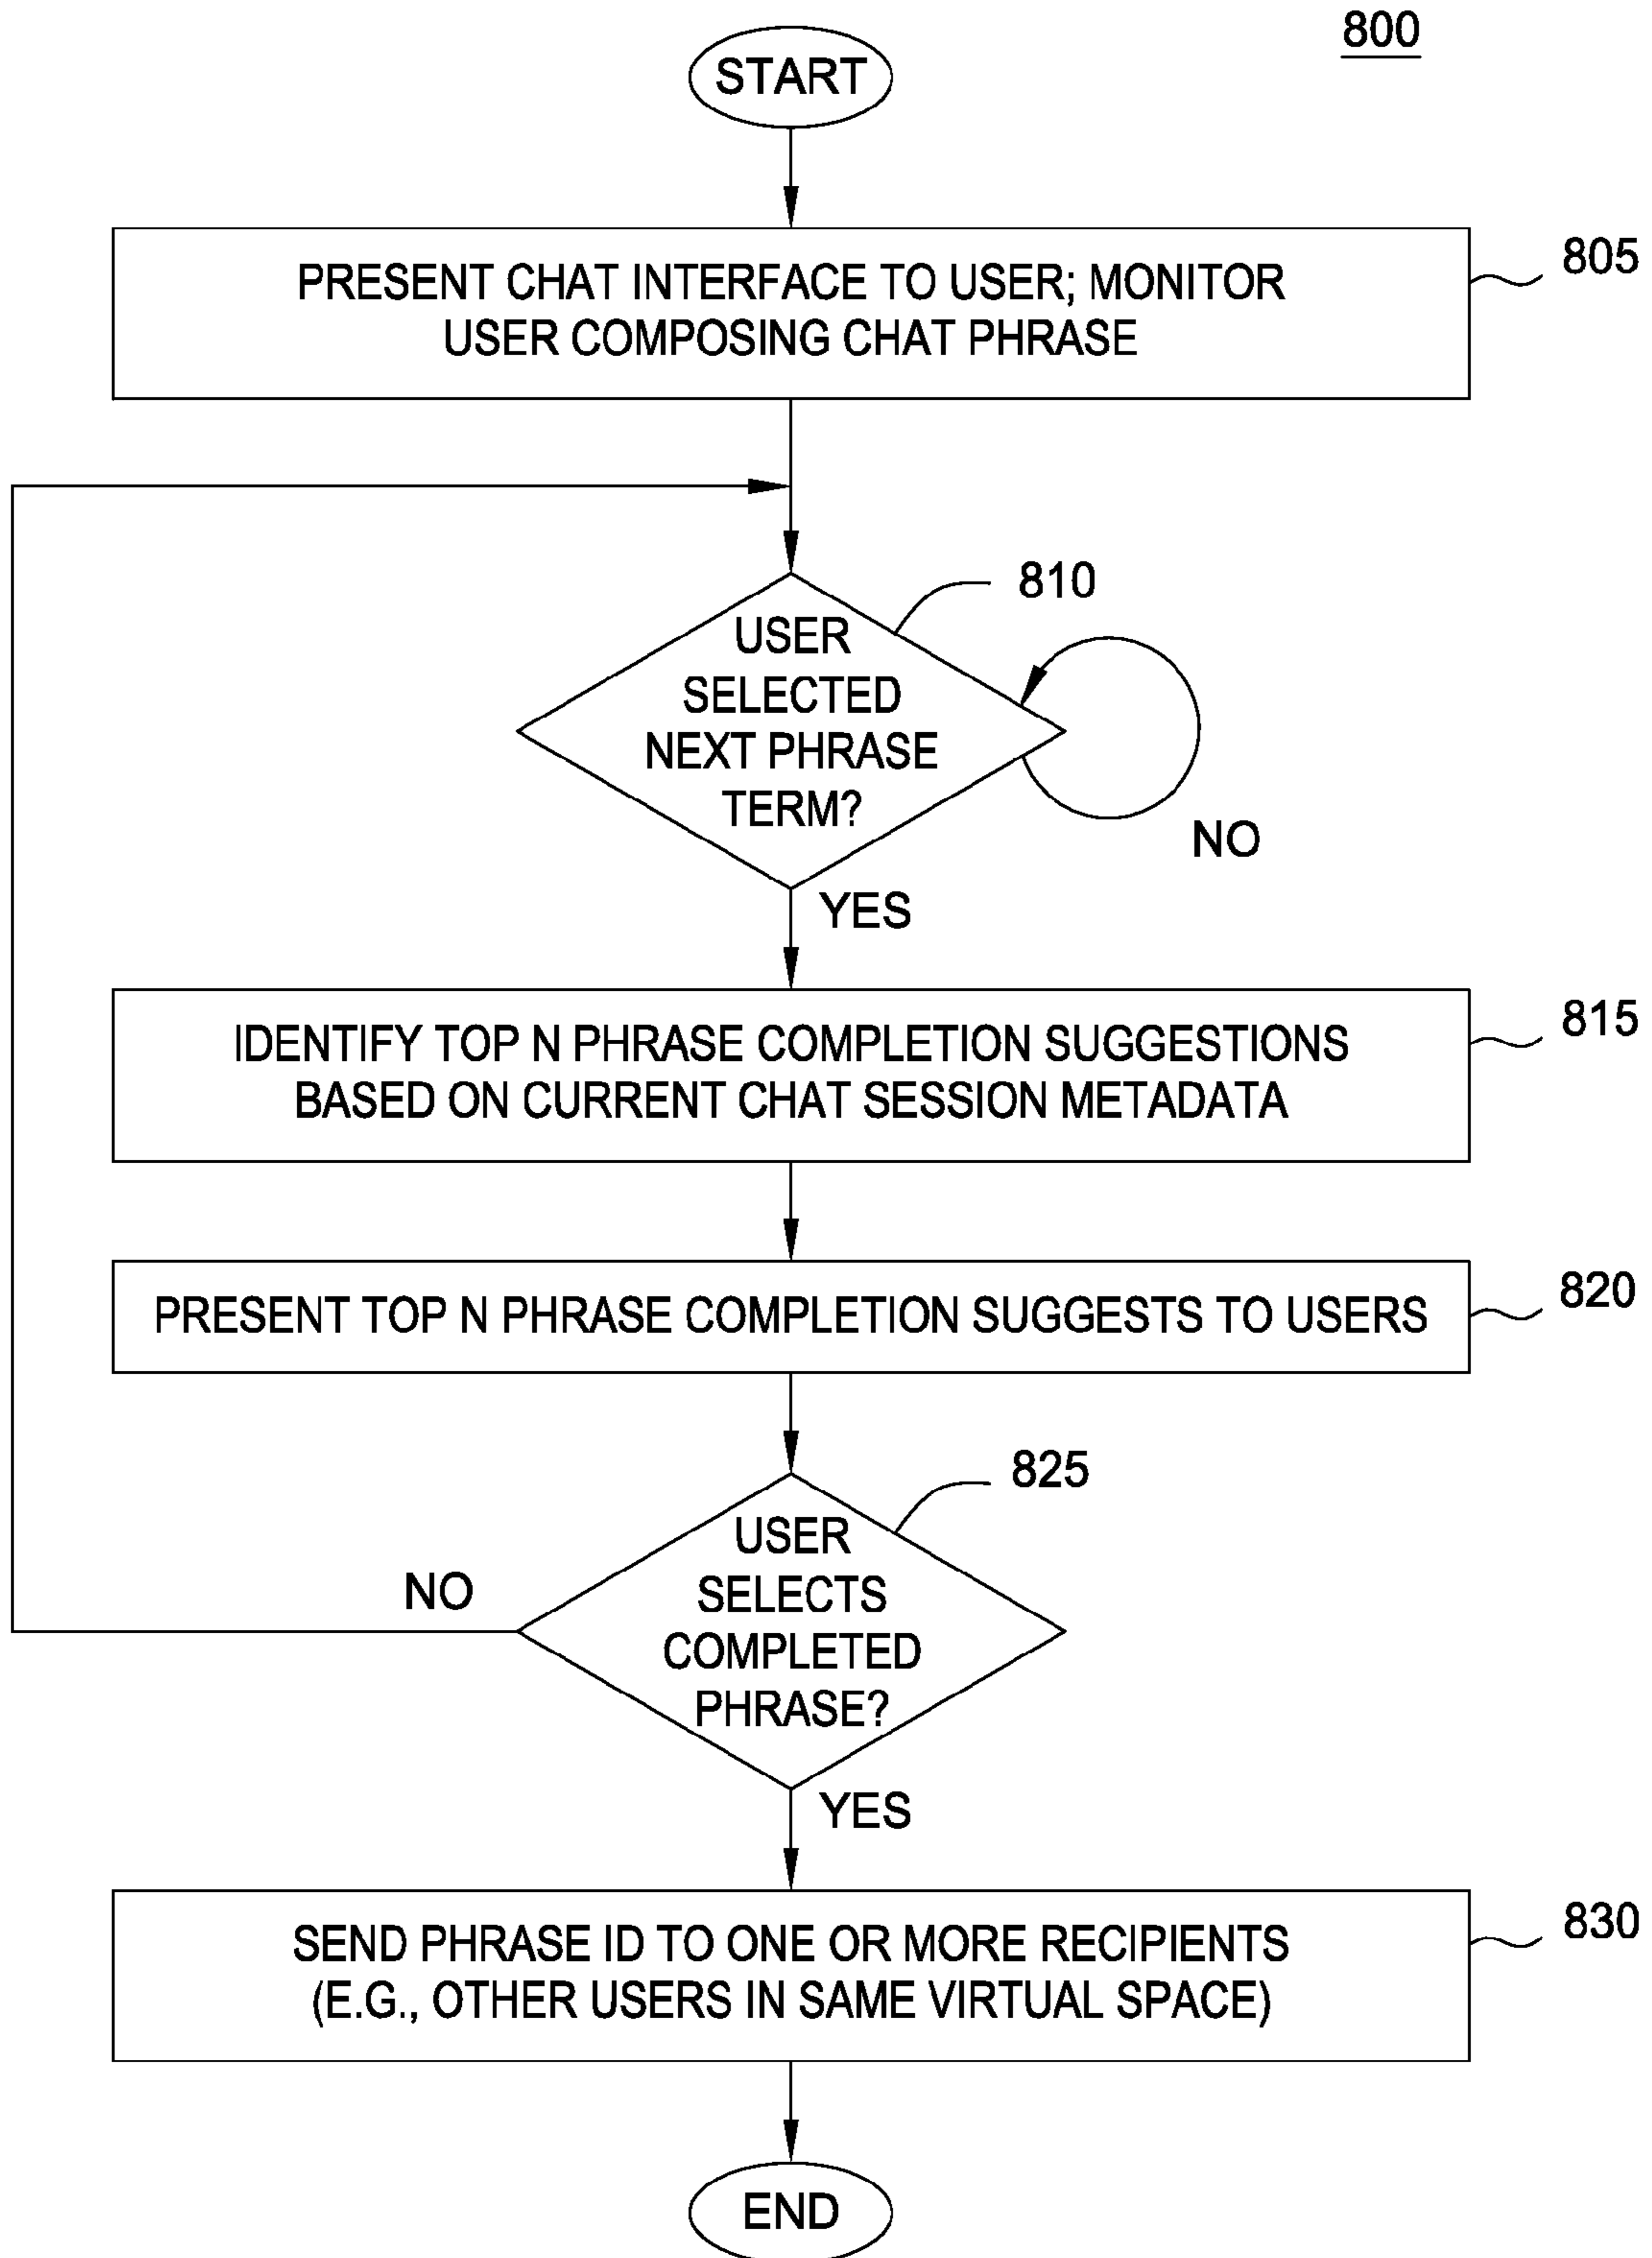 800
START
PRESENT CHAT INTERFACE TO USER; MONITOR
USER COMPOSING CHAT PHRASE
805
810
USER
SELECTED
NEXT PHRASE
TERM?
NO
YES
IDENTIFY TOP N PHRASE COMPLETION SUGGESTIONS
BASED ON CURRENT CHAT SESSION METADATA
815
PRESENT TOP N PHRASE COMPLETION SUGGESTS TO USERS
820
825
USER
SELECTS
COMPLETED
PHRASE?
NO
YES
SEND PHRASE ID TO ONE OR MORE RECIPIENTS
(E.G., OTHER USERS IN SAME VIRTUAL SPACE)
830
END